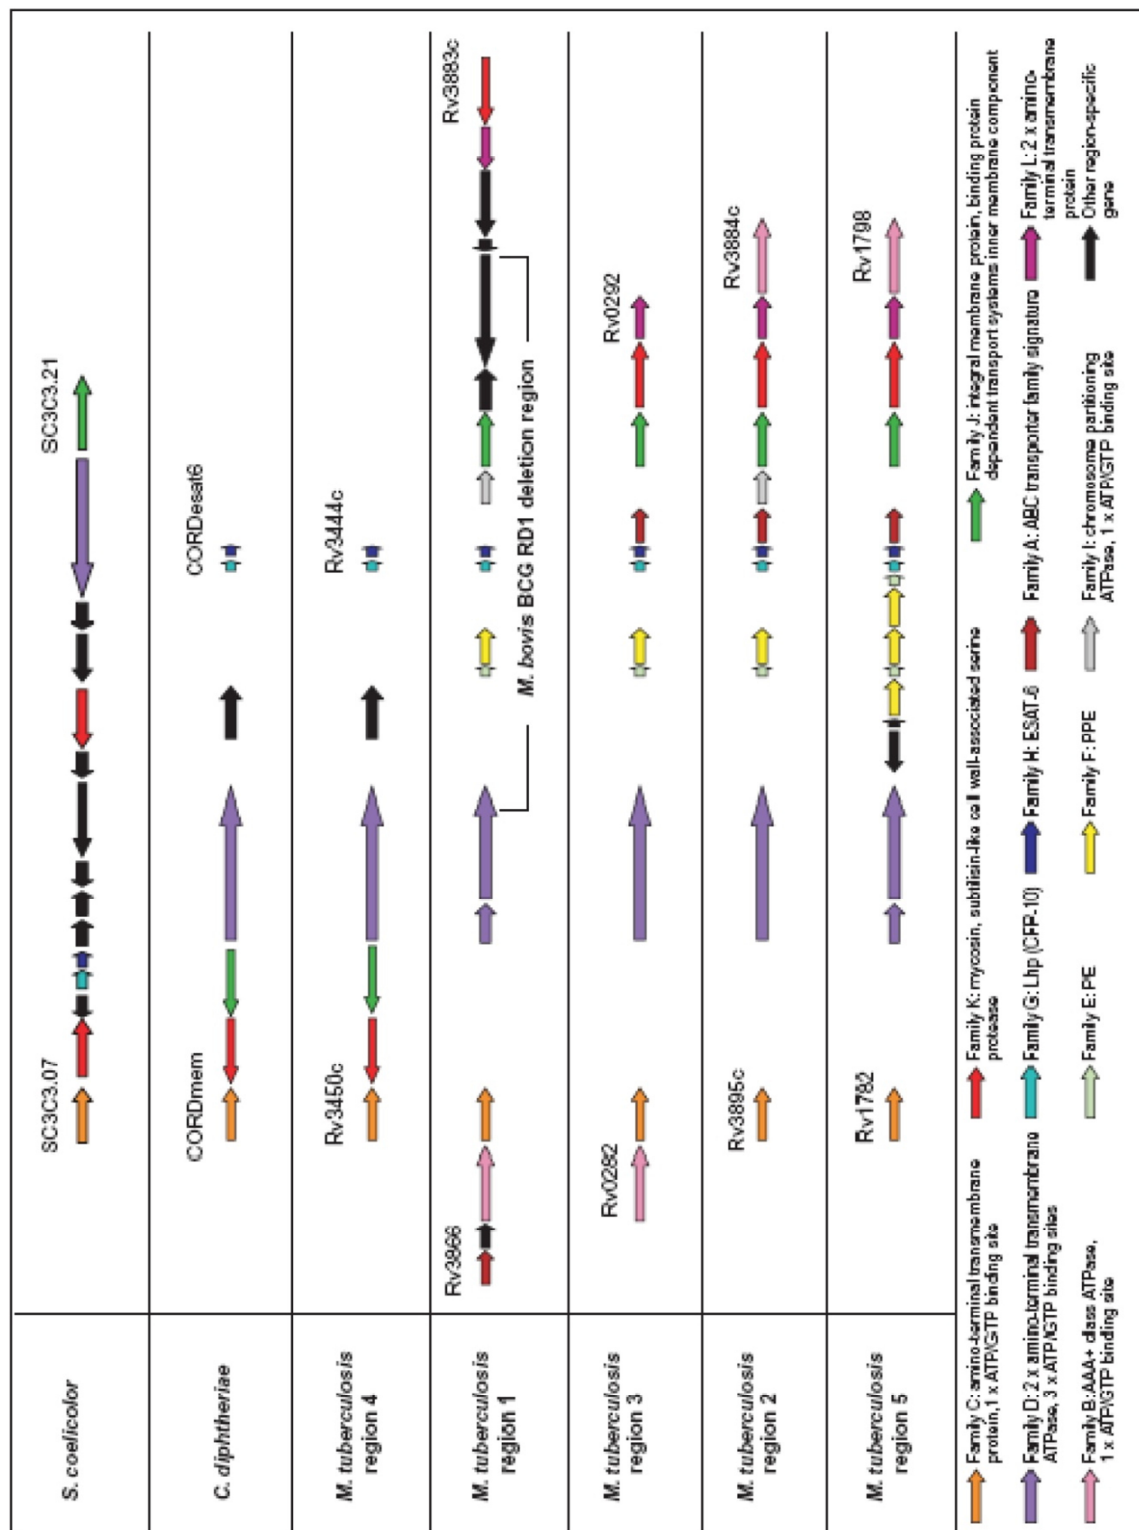 S. coelicolor
SC3C3.07
SC3C3.21
C. diphtheriae
CORDmem
CORDesat6
M. tuberculosis
region 4
Rv3450c
Rv3444c
M. tuberculosis
region 1
Rv3866
Rv3883c
M. bovis BCG RD1 deletion region
M. tuberculosis
region 3
Rv0282
Rv0292
M. tuberculosis
region 2
Rv3895c
Rv3884c
M. tuberculosis
region 5
Rv1782
Rv1798
Family C: amino-terminal transmembrane
protein, 1 x ATP/GTP binding site
Family K: mycosin, subtilisin-like cell wall-associated serine
protease
Family J: integral membrane protein, binding protein
dependent transport systems inner membrane component
Family D: 2 x amino-terminal transmembrane
ATPase, 3 x ATP/GTP binding sites
Family G: Lhp (CFP-10)
Family H: ESAT-6
Family A: ABC transporter family signature
Family L: 2 x amino-
terminal transmembrane
protein
Family B: AAA+ class ATPase,
1 x ATP/GTP binding site
Family E: PE
Family F: PPE
Family I: chromosome partitioning
ATPase, 1 x ATP/GTP binding site
Other region-specific
gene